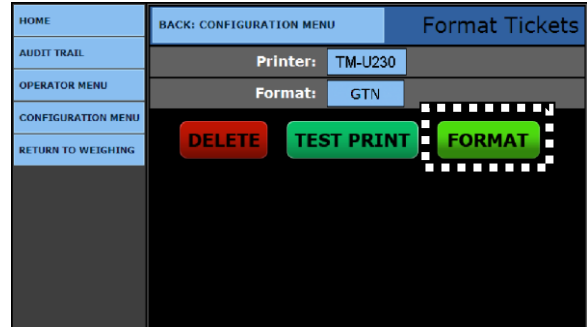 HOME
AUDIT TRAIL
OPERATOR MENU
CONFIGURATION MENU
RETURN TO WEIGHING
BACK: CONFIGURATION MENU
Format Tickets
Printer: TM-U230
Format: GTN
DELETE TEST PRINT FORMAT